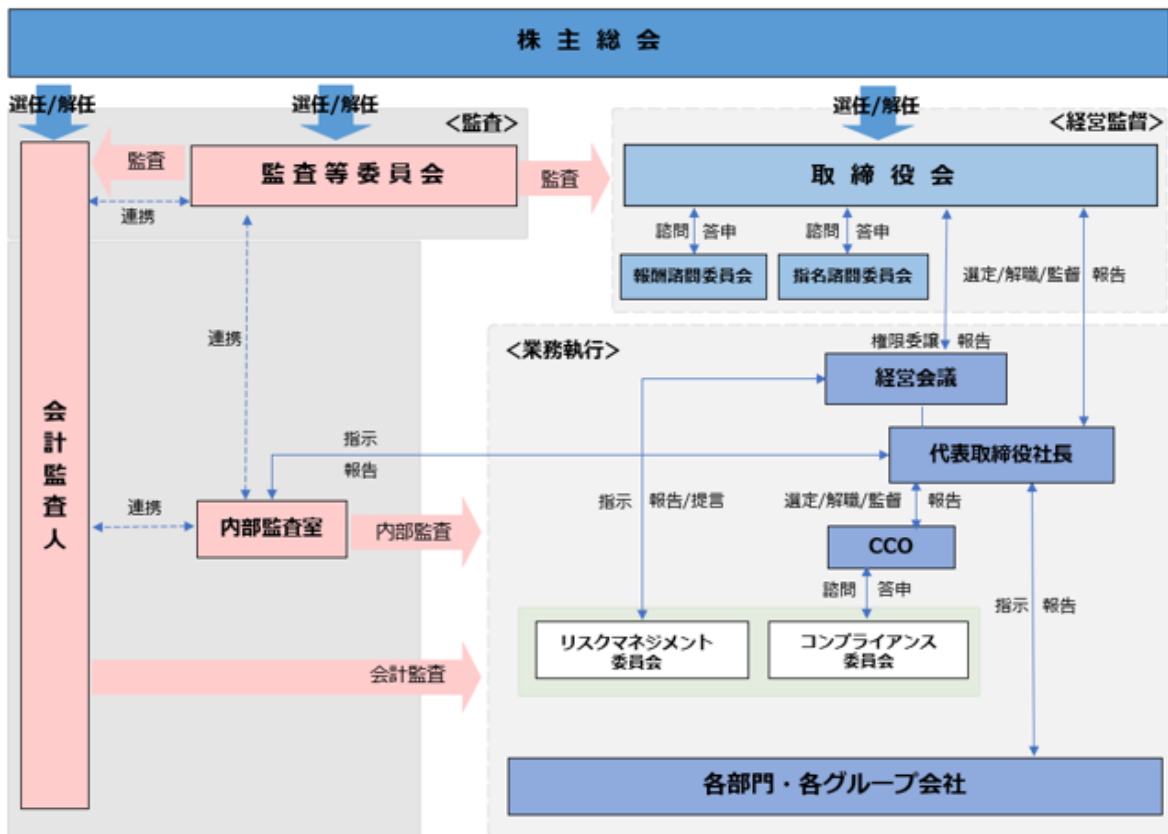 株主総会
選任/解任
選任/解任
選任/解任
<監査>
<経営監督>
監査
監査等委員会
監査
取締役会
連携
諮問 答申
諮問 答申
報酬諮問委員会
指名諮問委員会
選定/解職/監督 報告
連携
権限委譲 報告
<業務執行>
経営会議
会計監査人
指示
報告
代表取締役社長
指示 報告/提言
選定/解職/監督 報告
連携
内部監査室
内部監査
CCO
諮問 答申
指示 報告
リスクマネジメント
委員会
コンプライアンス
委員会
会計監査
各部門・各グループ会社